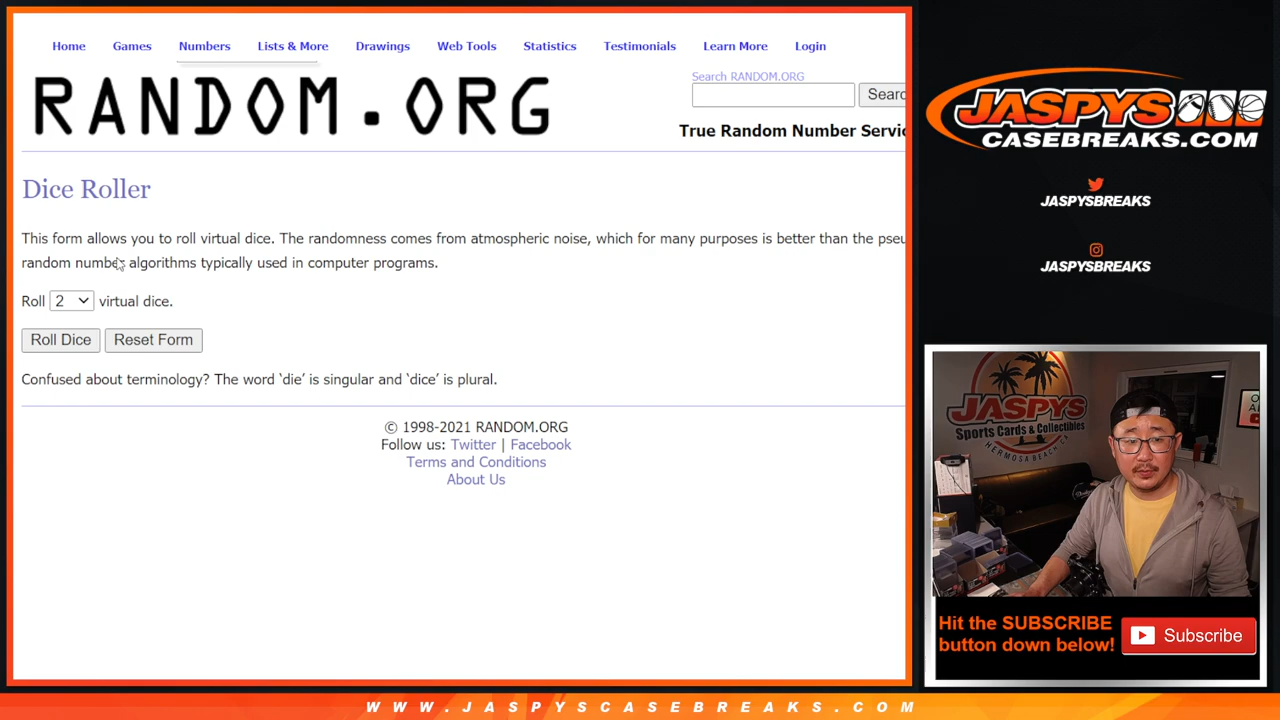 Home Games Numbers Lists & More Drawings Web Tools Statistics Testimonials Learn More Login
RANDOM.ORG
Search RANDOM.ORG
Searc
True Random Number Servic
Dice Roller
This form allows you to roll virtual dice. The randomness comes from atmospheric noise, which for many purposes is better than the pseu
random number algorithms typically used in computer programs.
Roll 2 virtual dice.
Roll Dice Reset Form
Confused about terminology? The word ‘die’ is singular and ‘dice’ is plural.
© 1998-2021 RANDOM.ORG
Follow us: Twitter | Facebook
Terms and Conditions
About Us
JASPYS
CASEBREAKS.COM
JASPYSBREAKS
JASPYSBREAKS
JASPYS
Sports Cards & Collectibles
HERMOSA BEACH, CA
Hit the SUBSCRIBE
button down below!
Subscribe
WWW.JASPYSCASEBREAKS.COM